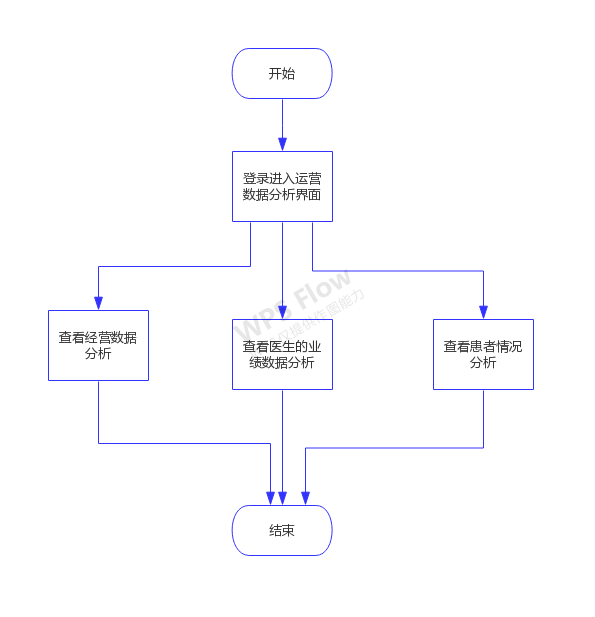 开始
登录进入运营
数据分析界面
WPS Flow
仅提供作图能力
查看经营数据
分析
查看医生的业
绩数据分析
查看患者情况
分析
结束